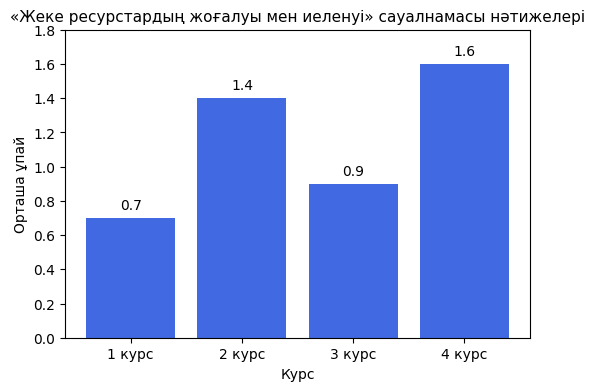 «Жеке ресурстардың жоғалуы мен иеленуі» сауалнамасы нәтижелері
1.8
1.6
1.4
1.2
1.0
0.8
0.6
0.4
0.2
0.0
Орташа ұпай
0.7
1.4
0.9
1.6
1 курс
2 курс
3 курс
4 курс
Курс